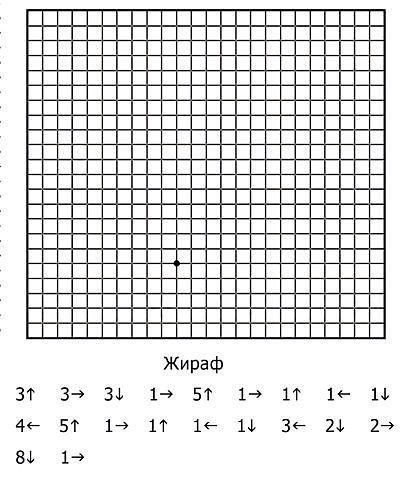 Жираф
3↑ 3→ 3↓ 1→ 5↑ 1→ 1↑ 1← 1↓
4← 5↑ 1→ 1↑ 1← 1↓ 3← 2↓ 2→
8↓ 1→